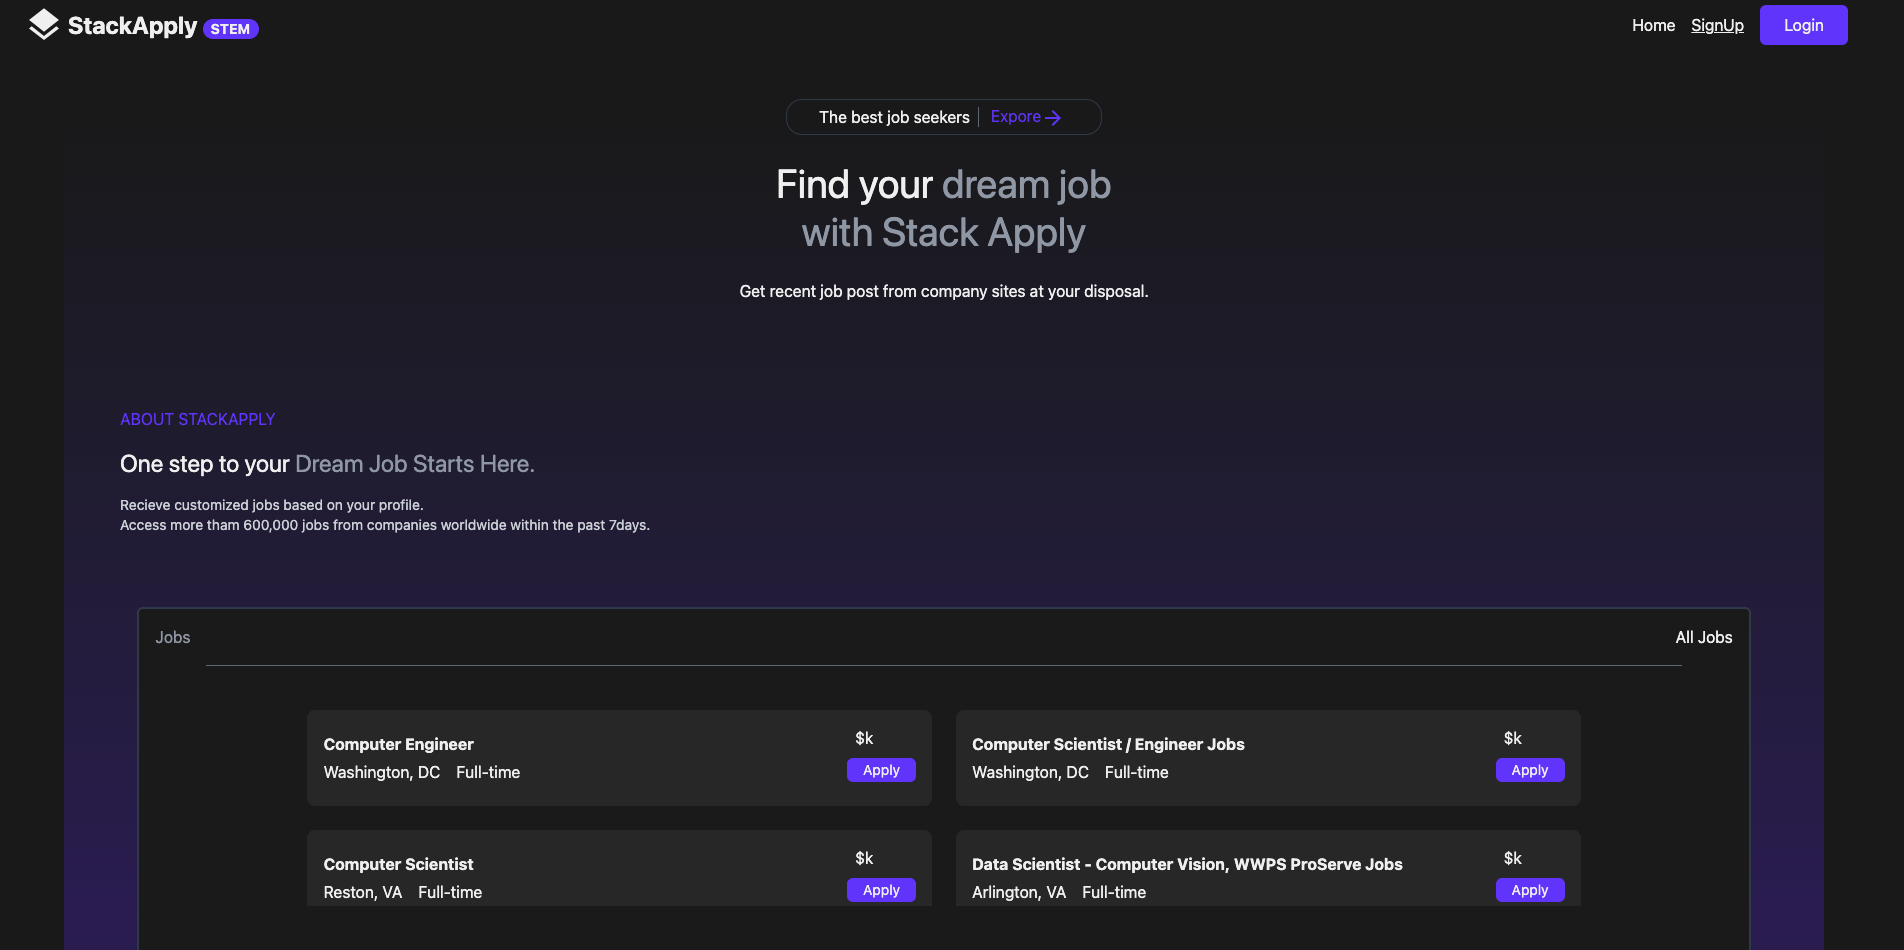 StackApply STEM
Home SignUp Login
The best job seekers Expore
Find your dream job
with Stack Apply
Get recent job post from company sites at your disposal.
ABOUT STACKAPPLY
One step to your Dream Job Starts Here.
Recieve customized jobs based on your profile.
Access more tham 600,000 jobs from companies worldwide within the past 7days.
Jobs
All Jobs
Computer Engineer
$k
Washington, DC Full-time
Apply
Computer Scientist / Engineer Jobs
$k
Washington, DC Full-time
Apply
Computer Scientist
$k
Reston, VA Full-time
Apply
Data Scientist - Computer Vision, WWPS ProServe Jobs
$k
Arlington, VA Full-time
Apply